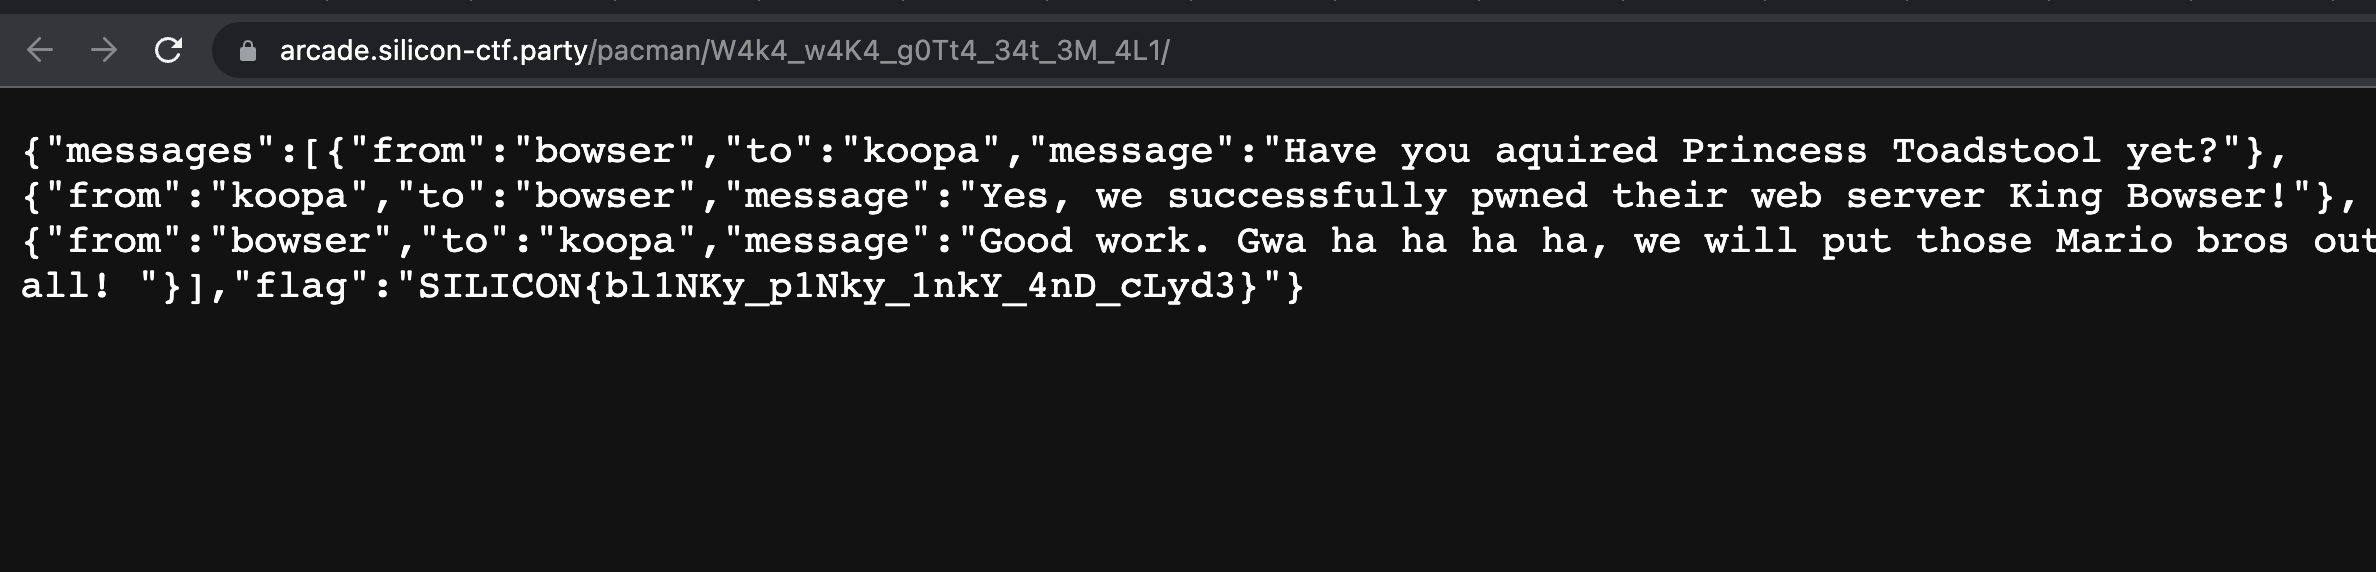 arcade.silicon-ctf.party/pacman/W4k4_w4K4_g0Tt4_34t_3M_4L1/
{"messages":[{"from":"bowser","to":"koopa","message":"Have you aquired Princess Toadstool yet?"},
{"from":"koopa","to":"bowser","message":"Yes, we successfully pwned their web server King Bowser!"},
{"from":"bowser","to":"koopa","message":"Good work. Gwa ha ha ha ha, we will put those Mario bros out
all! "}],"flag":"SILICON{bl1NKy_p1Nky_1nkY_4nD_cLyd3}"}